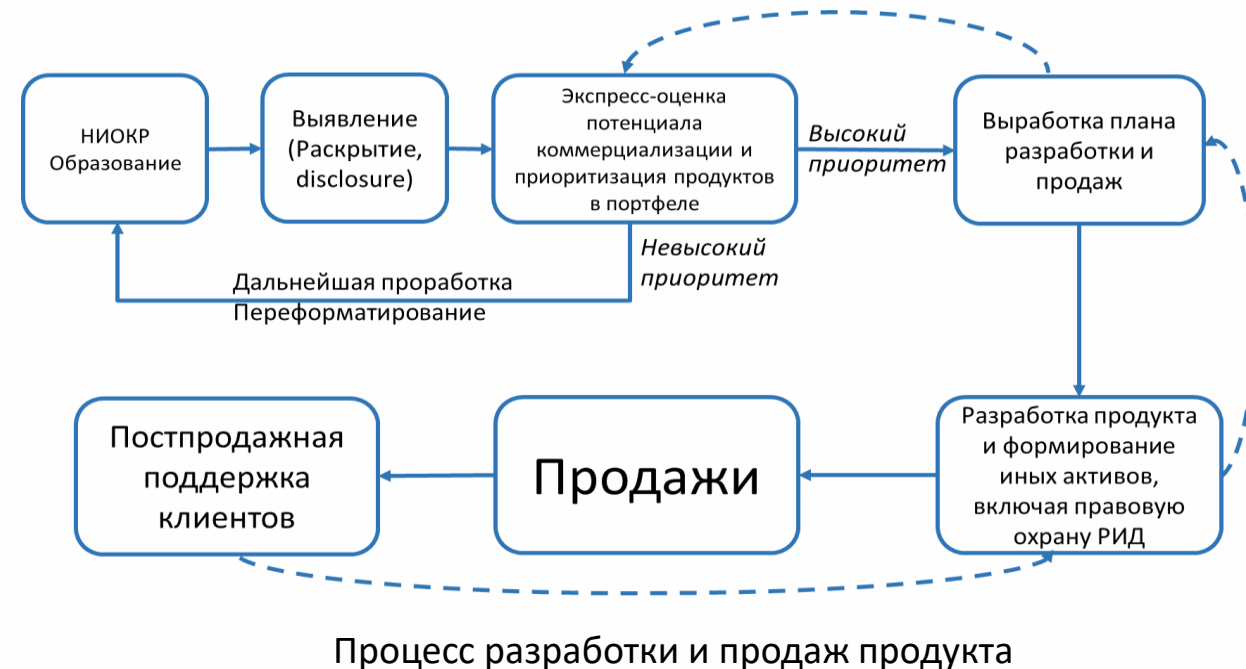 НИОКР
Образование
Выявление
(Раскрытие,
disclosure)
Экспресс-оценка
потенциала
коммерциализации и
приоритизация продуктов
в портфеле
Высокий
приоритет
Выработка плана
разработки и
продаж
Невысокий
приоритет
Дальнейшая проработка
Переформатирование
Постпродажная
поддержка
клиентов
Продажи
Разработка продукта
и формирование
иных активов,
включая правовую
охрану РИД
Процесс разработки и продаж продукта